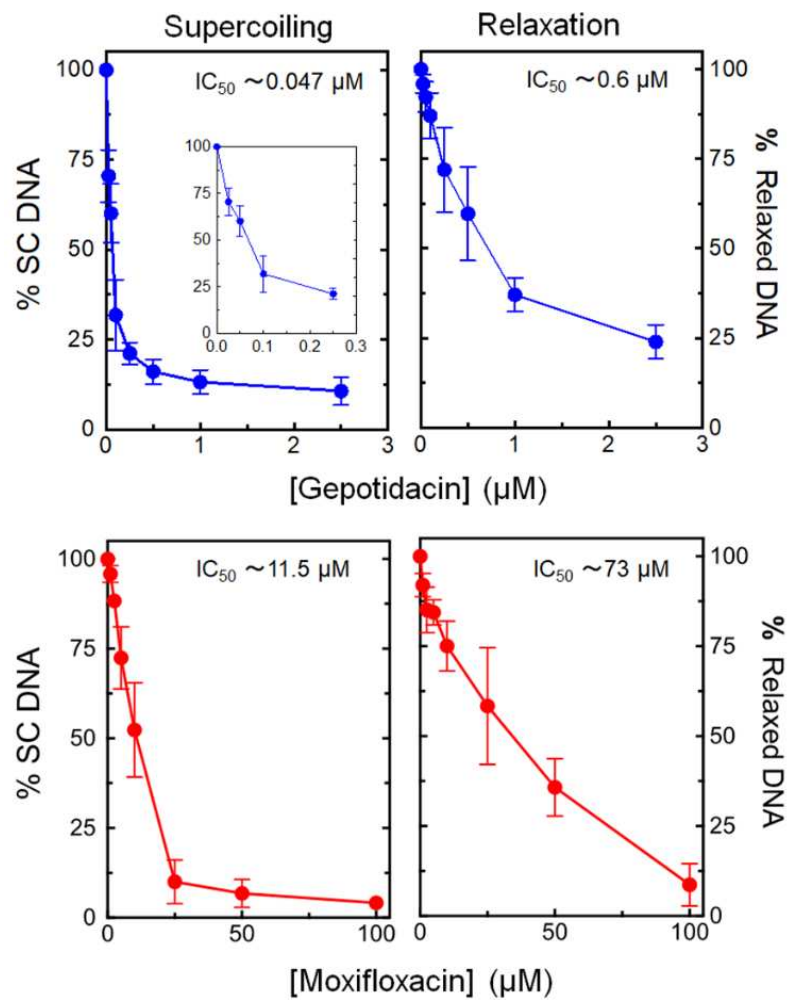 Supercoiling
Relaxation
100
75
50
25
0
% SC DNA
IC50 ~0.047 μM
100
75
50
25
0
0.0 0.1 0.2 0.3
0 1 2 3
IC50 ~0.6 μM
100
75
50
25
0
% Relaxed DNA
0 1 2 3
[Gepotidacin] (μM)
100
75
50
25
0
% SC DNA
IC50 ~11.5 μM
0 50 100
IC50 ~73 μM
100
75
50
25
0
% Relaxed DNA
0 50 100
[Moxifloxacin] (μM)